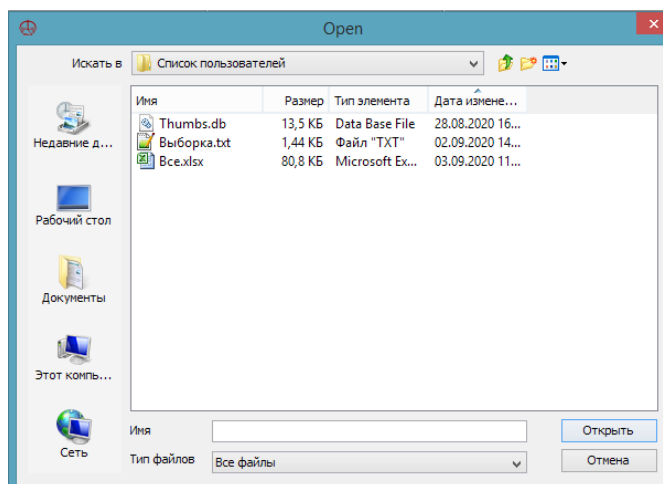 Open
Искать в Список пользователей
Имя Размер Тип элемента Дата измене...
Thumbs.db 13,5 КБ Data Base File 28.08.2020 16...
Выборка.txt 1,44 КБ Файл "TXT" 02.09.2020 14...
Все.xlsx 80,8 КБ Microsoft Ex... 03.09.2020 11...
Недавние д...
Рабочий стол
Документы
Этот компь...
Сеть
Имя Открыть
Тип файлов Все файлы Отмена